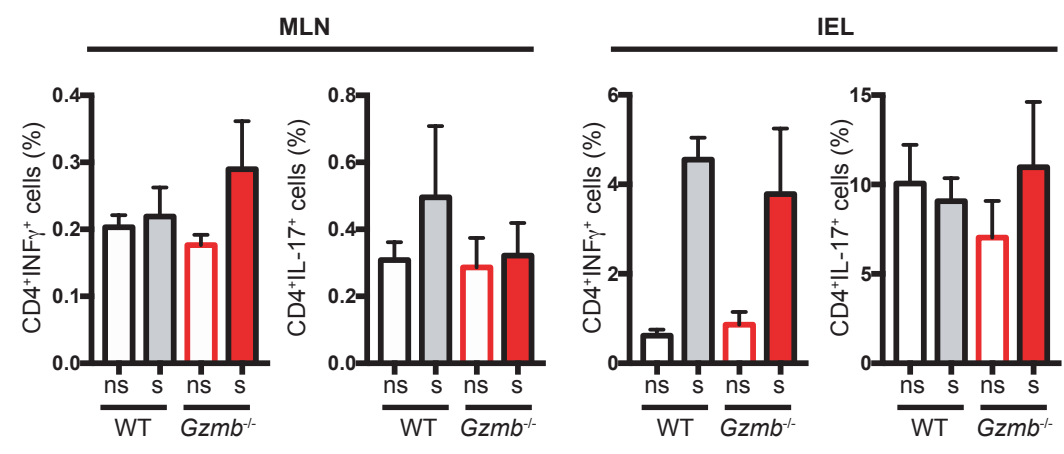 MLN
IEL
CD4⁺INFγ⁺ cells (%)
0.4
0.3
0.2
0.1
0.0
ns s ns s
WT Gzmb⁻/⁻
CD4⁺IL-17⁺ cells (%)
0.8
0.6
0.4
0.2
0.0
ns s ns s
WT Gzmb⁻/⁻
CD4⁺INFγ⁺ cells (%)
6
4
2
0
ns s ns s
WT Gzmb⁻/⁻
CD4⁺IL-17⁺ cells (%)
15
10
5
0
ns s ns s
WT Gzmb⁻/⁻